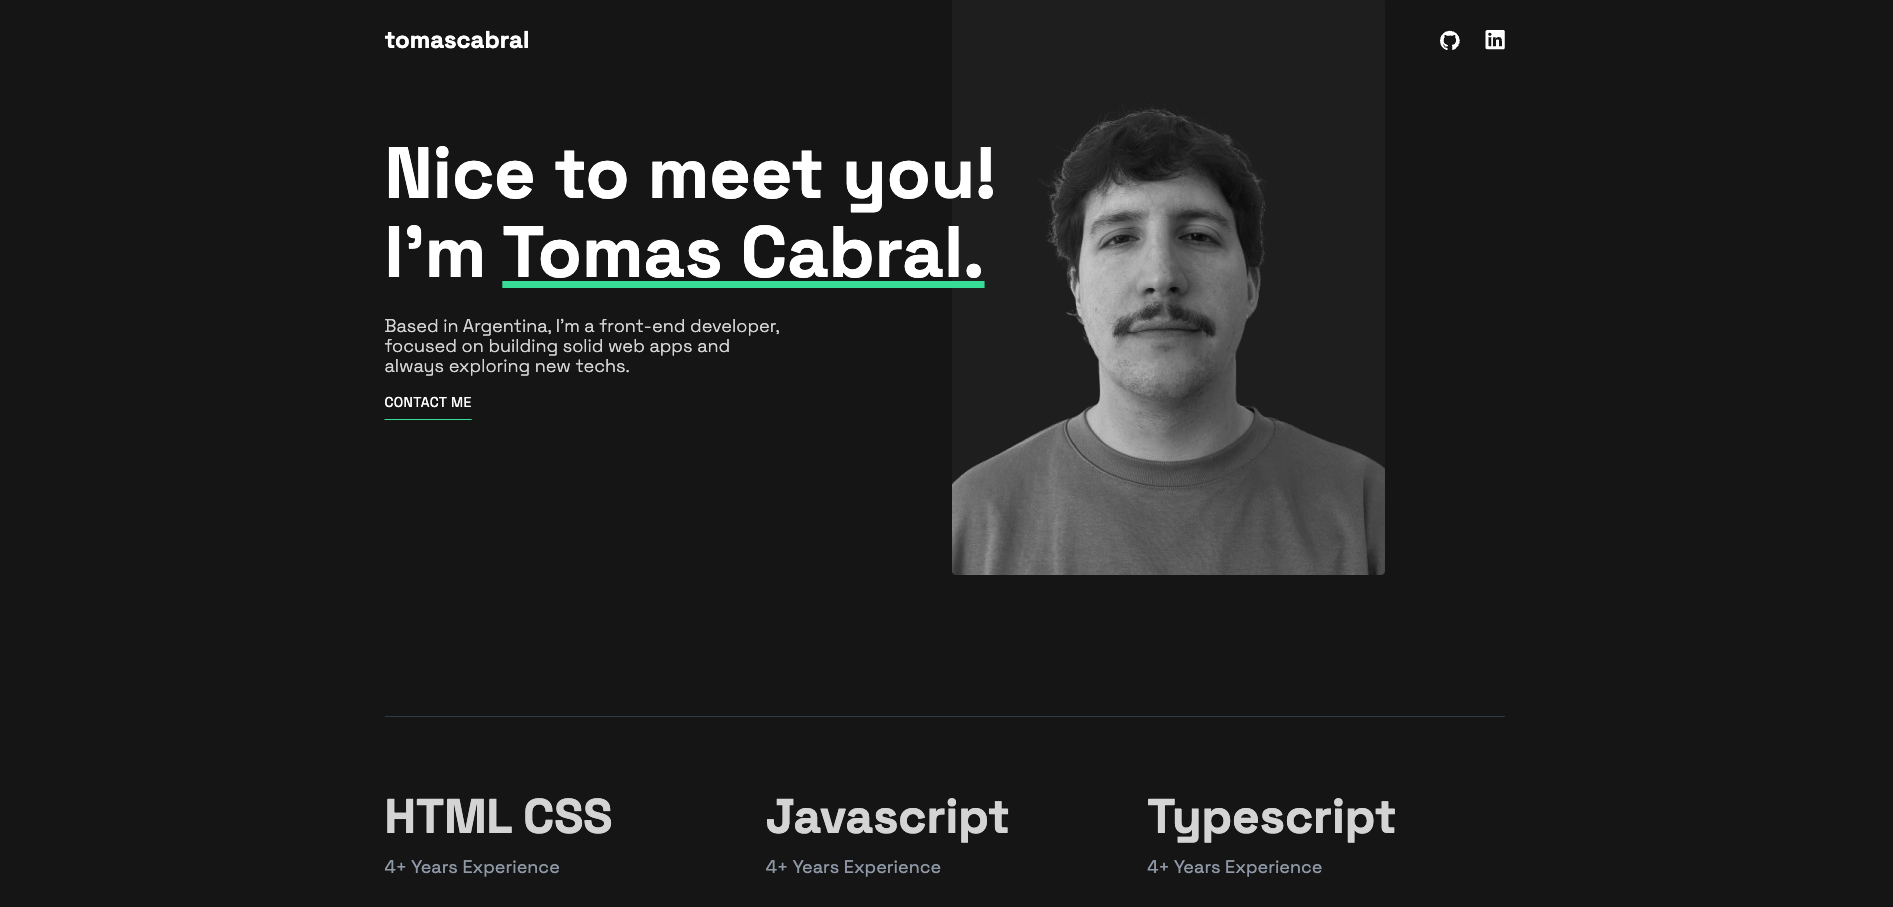 tomascabral
Nice to meet you!
I'm Tomas Cabral.
Based in Argentina, I'm a front-end developer,
focused on building solid web apps and
always exploring new techs.
CONTACT ME
HTML CSS
4+ Years Experience
Javascript
4+ Years Experience
Typescript
4+ Years Experience